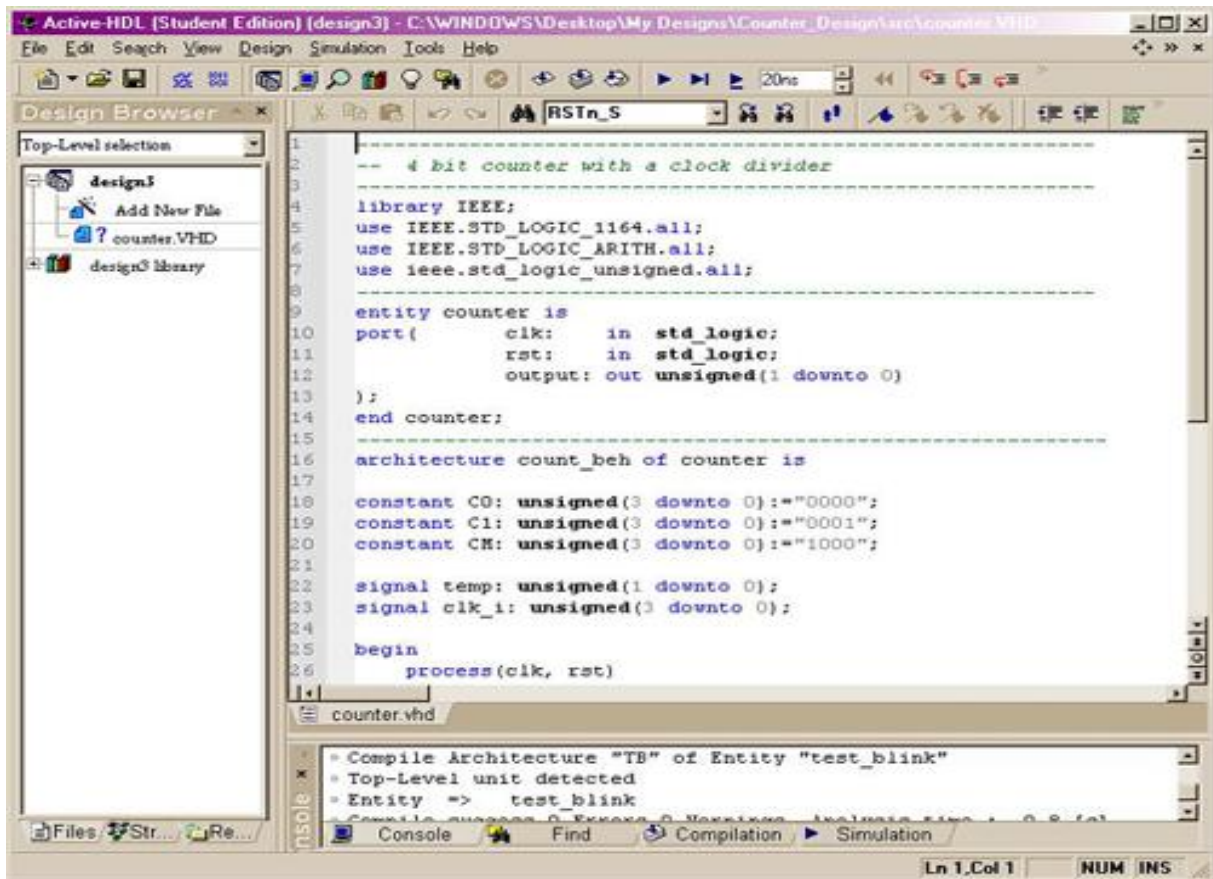 Active-HDL (Student Edition) (design3) - C:\WINDOWS\Desktop\My Designs\Counter_Design\src\counter.VHD
File Edit Search View Design Simulation Tools Help
20ns
Design Browser
RSTn_S
Top-Level selection
design3
Add New File
? counter.VHD
design3 library
1 ----------------------------------------------------------
2 -- 4 bit counter with a clock divider
3 ----------------------------------------------------------
4 library IEEE;
5 use IEEE.STD_LOGIC_1164.all;
6 use IEEE.STD_LOGIC_ARITH.all;
7 use ieee.std_logic_unsigned.all;
8 ----------------------------------------------------------
9 entity counter is
10 port( clk: in std_logic;
11 rst: in std_logic;
12 output: out unsigned(1 downto 0)
13 );
14 end counter;
15 -----------------------------------------------------------
16 architecture count_beh of counter is
17
18 constant C0: unsigned(3 downto 0):="0000";
19 constant C1: unsigned(3 downto 0):="0001";
20 constant CM: unsigned(3 downto 0):="1000";
21
22 signal temp: unsigned(1 downto 0);
23 signal clk_i: unsigned(3 downto 0);
24
25 begin
26 process(clk, rst)
counter.vhd
Compile Architecture "TB" of Entity "test_blink"
Top-Level unit detected
Entity => test_blink
Compile success 0 Errors 0 Warnings Analysis time :
Files Str... Re...
Console Find Compilation Simulation
Ln 1,Col 1 NUM INS